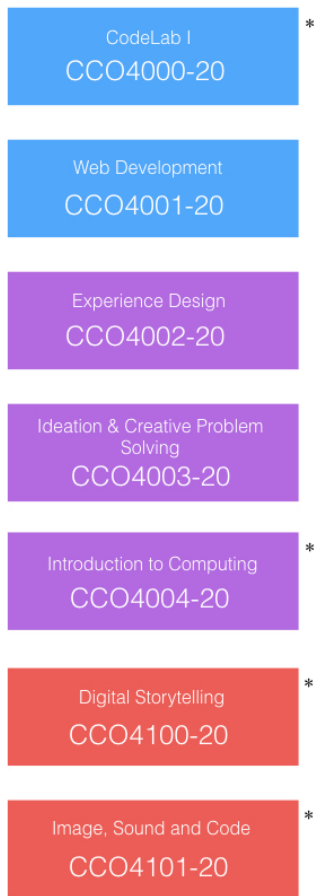 CodeLab I *
CCO4000-20
Web Development
CCO4001-20
Experience Design
CCO4002-20
Ideation & Creative Problem
Solving
CCO4003-20
*
Introduction to Computing
CCO4004-20
*
Digital Storytelling
CCO4100-20
*
Image, Sound and Code
CCO4101-20